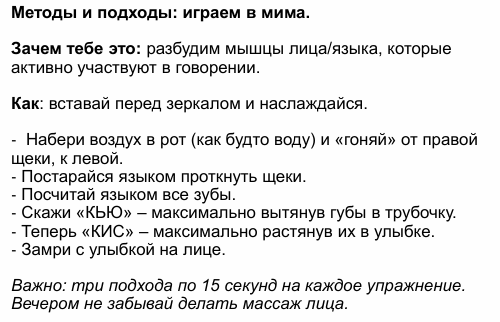 Методы и подходы: играем в мима.
Зачем тебе это: разбудим мышцы лица/языка, которые
активно участвуют в говорении.
Как: вставай перед зеркалом и наслаждайся.
-  Набери воздух в рот (как будто воду) и «гоняй» от правой
щеки, к левой.
- Постарайся языком проткнуть щеки.
- Посчитай языком все зубы.
- Скажи «КЬЮ» – максимально вытянув губы в трубочку.
- Теперь «КИС» – максимально растянув их в улыбке.
- Замри с улыбкой на лице.
Важно: три подхода по 15 секунд на каждое упражнение.
Вечером не забывай делать массаж лица.